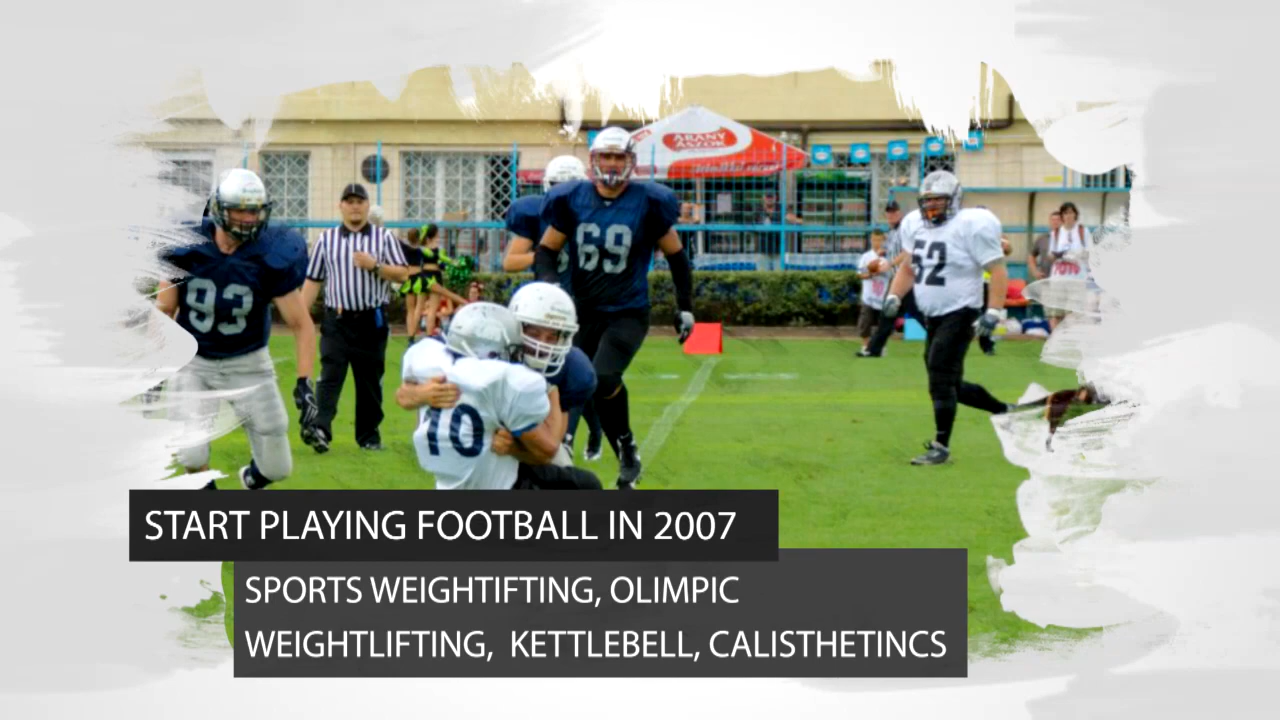 ARANY
ÁSZOK
69
93
52
10
START PLAYING FOOTBALL IN 2007
SPORTS WEIGHTIFTING, OLIMPIC
WEIGHTLIFTING, KETTLEBELL, CALISTHETINCS